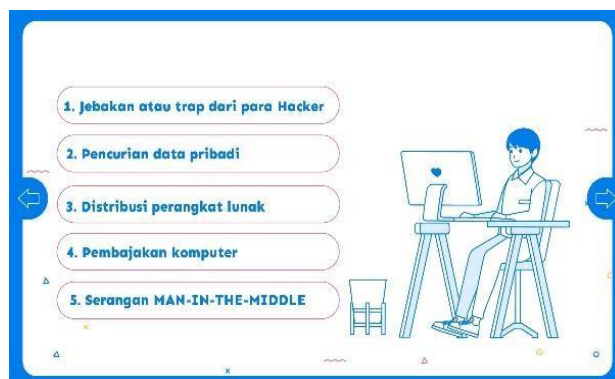 1. Jebakan atau trap dari para Hacker
2. Pencurian data pribadi
3. Distribusi perangkat lunak
4. Pembajakan komputer
5. Serangan MAN-IN-THE-MIDDLE